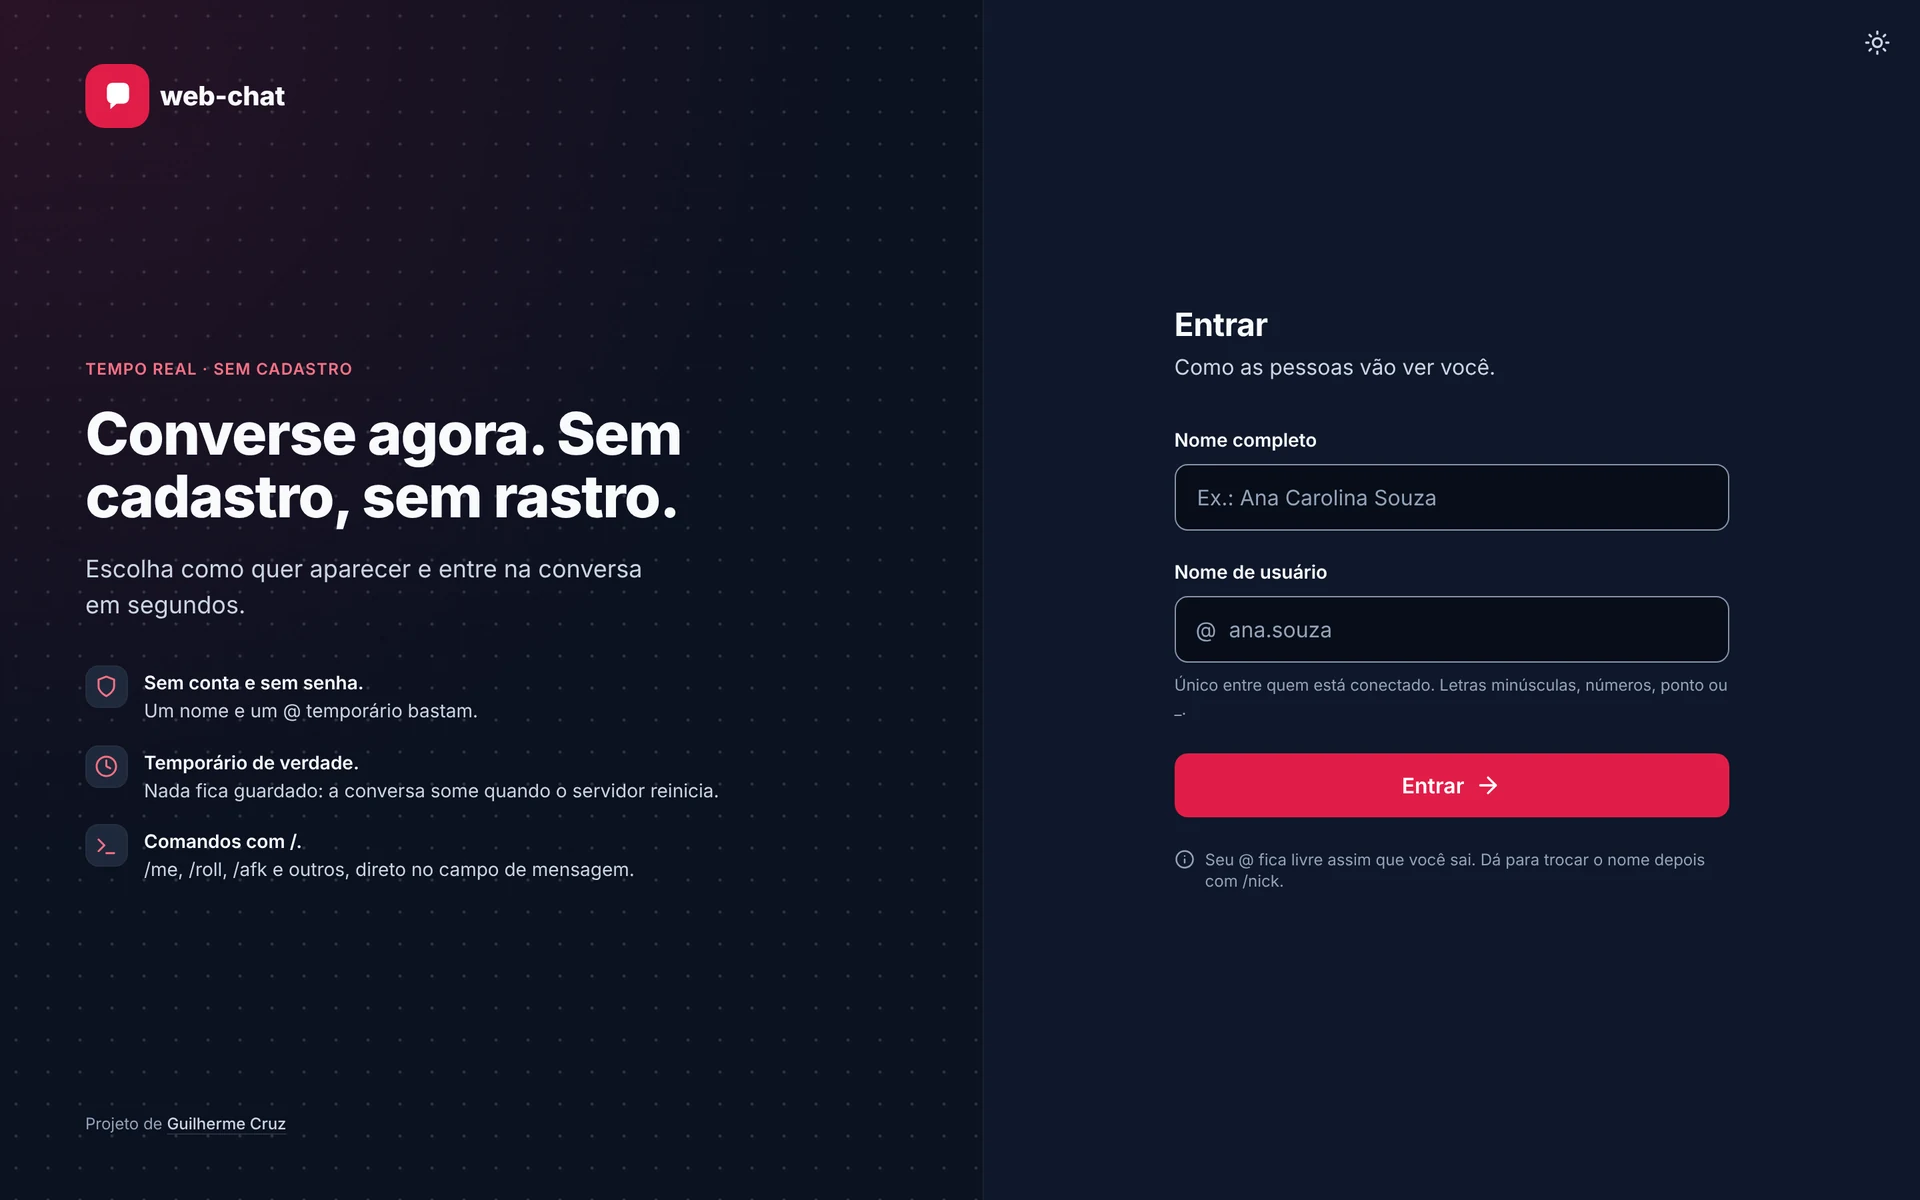 web-chat
TEMPO REAL · SEM CADASTRO
Converse agora. Sem
cadastro, sem rastro.
Escolha como quer aparecer e entre na conversa
em segundos.
Sem conta e sem senha.
Um nome e um @ temporário bastam.
Temporário de verdade.
Nada fica guardado: a conversa some quando o servidor reinicia.
Comandos com /.
/me, /roll, /afk e outros, direto no campo de mensagem.
Projeto de Guilherme Cruz
Entrar
Como as pessoas vão ver você.
Nome completo
Ex.: Ana Carolina Souza
Nome de usuário
@ ana.souza
Único entre quem está conectado. Letras minúsculas, números, ponto ou
_.
Entrar →
Seu @ fica livre assim que você sai. Dá para trocar o nome depois
com /nick.